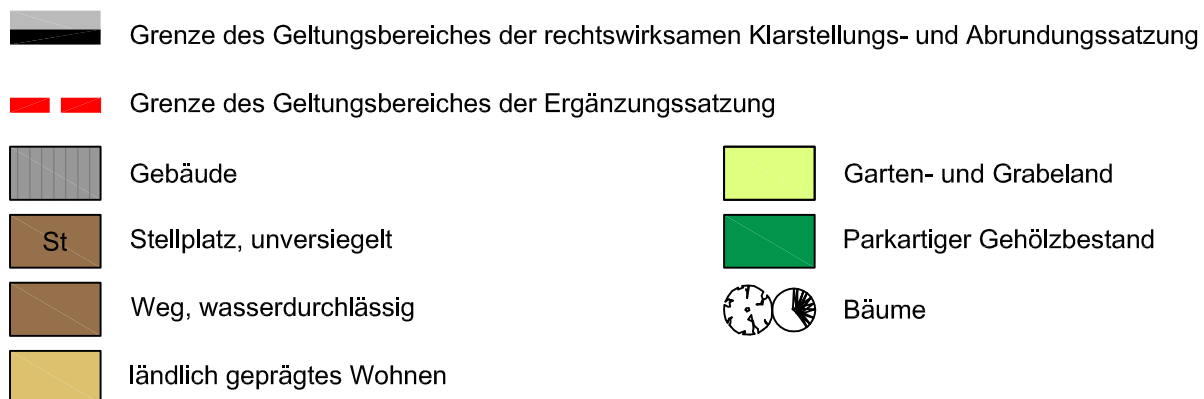 Grenze des Geltungsbereiches der rechtswirksamen Klarstellungs- und Abrundungssatzung
Grenze des Geltungsbereiches der Ergänzungssatzung
Gebäude
St Stellplatz, unversiegelt
Weg, wasserdurchlässig
ländlich geprägtes Wohnen
Garten- und Grabeland
Parkartiger Gehölzbestand
Bäume